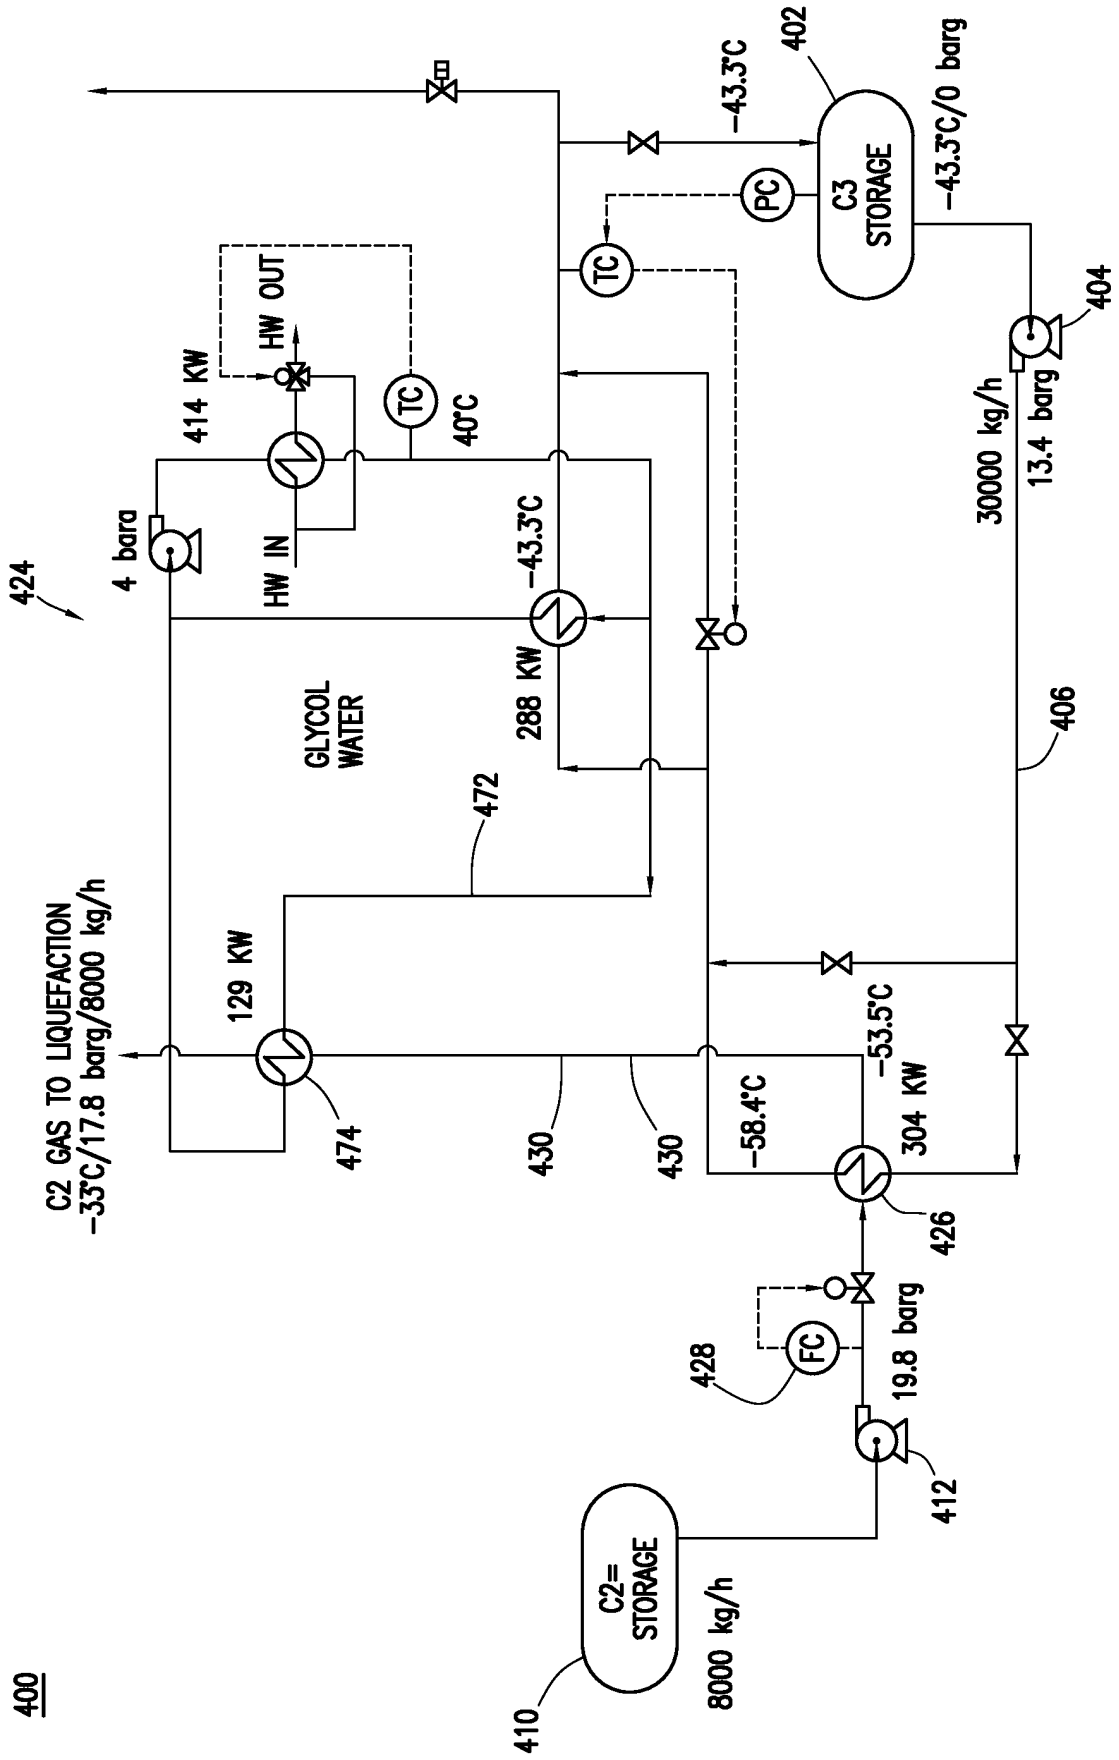 400
424
C2 GAS TO LIQUEFACTION
-33°C/17.8 barg/8000 kg/h
4 bara
414 KW
HW IN
HW OUT
TC
40°C
GLYCOL
WATER
129 KW
474
472
288 KW
-43.3°C
430
430
TC
PC
-43.3°C
402
C3
STORAGE
-43.3°C/0 barg
404
30000 kg/h
13.4 barg
406
-58.4°C
-53.5°C
304 KW
426
428
FC
19.8 barg
412
C2=
STORAGE
410
8000 kg/h